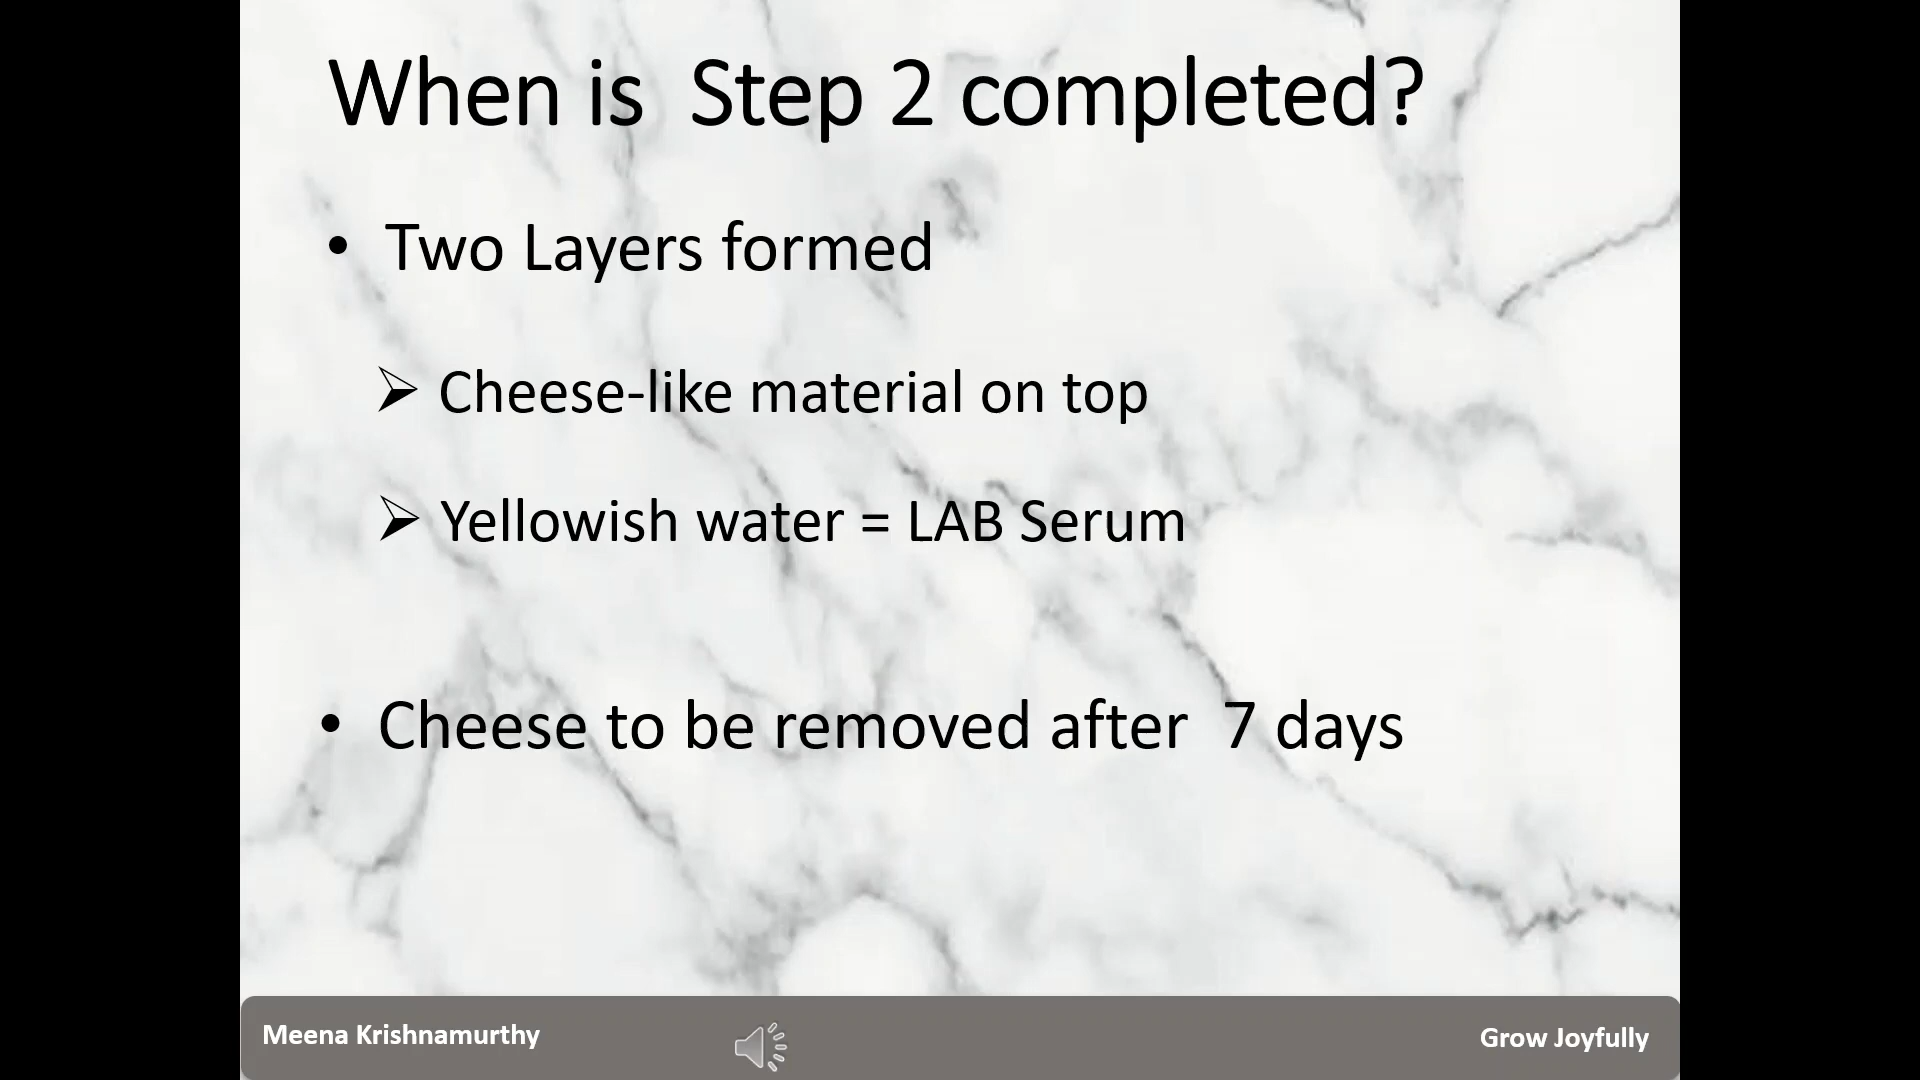 When is Step 2 completed?
• Two Layers formed
➢ Cheese-like material on top
➢ Yellowish water = LAB Serum
• Cheese to be removed after 7 days
Meena Krishnamurthy
Grow Joyfully